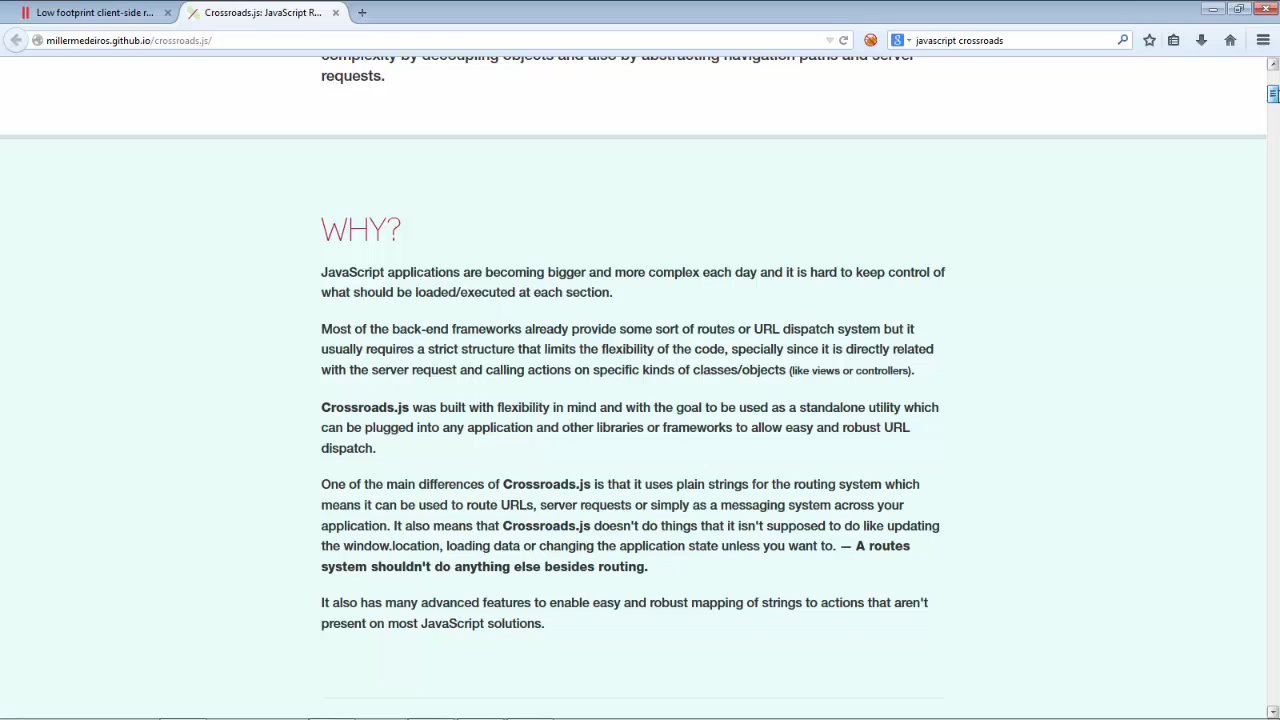 Low footprint client-side r...
Crossroads.js: JavaScript R...
millermedeiros.github.io/crossroads.js/
javascript crossroads
complexity by decoupling objects and also by abstracting navigation paths and server
requests.
WHY?
JavaScript applications are becoming bigger and more complex each day and it is hard to keep control of
what should be loaded/executed at each section.
Most of the back-end frameworks already provide some sort of routes or URL dispatch system but it
usually requires a strict structure that limits the flexibility of the code, specially since it is directly related
with the server request and calling actions on specific kinds of classes/objects (like views or controllers).
Crossroads.js was built with flexibility in mind and with the goal to be used as a standalone utility which
can be plugged into any application and other libraries or frameworks to allow easy and robust URL
dispatch.
One of the main differences of Crossroads.js is that it uses plain strings for the routing system which
means it can be used to route URLs, server requests or simply as a messaging system across your
application. It also means that Crossroads.js doesn't do things that it isn't supposed to do like updating
the window.location, loading data or changing the application state unless you want to. — A routes
system shouldn't do anything else besides routing.
It also has many advanced features to enable easy and robust mapping of strings to actions that aren't
present on most JavaScript solutions.